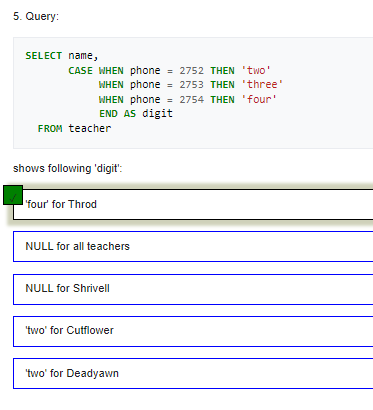 5. Query:
SELECT name,
CASE WHEN phone = 2752 THEN 'two'
WHEN phone = 2753 THEN 'three'
WHEN phone = 2754 THEN 'four'
END AS digit
FROM teacher
shows following 'digit':
'four' for Throd
NULL for all teachers
NULL for Shrivell
'two' for Cutflower
'two' for Deadyawn